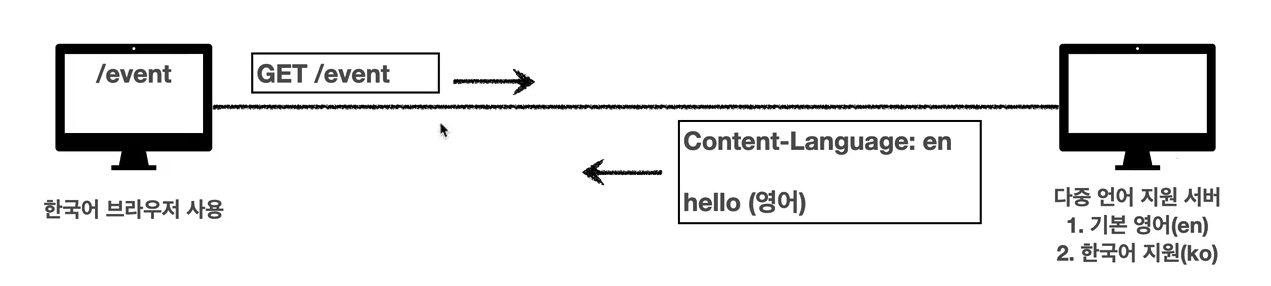 /event
GET /event
Content-Language: en
hello (영어)
한국어 브라우저 사용
다중 언어 지원 서버
1. 기본 영어(en)
2. 한국어 지원(ko)